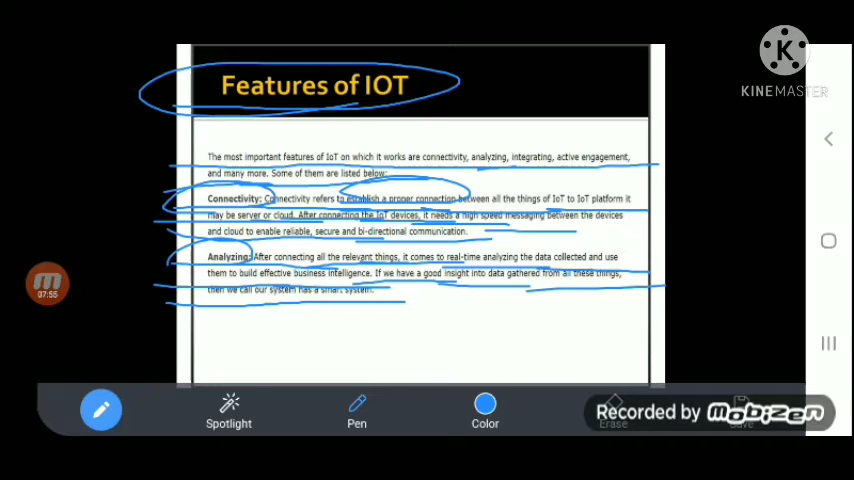 Features of IOT
KINEMASTER
The most important features of IoT on which it works are connectivity, analyzing, integrating, active engagement,
and many more. Some of them are listed below:
Connectivity: Connectivity refers to establish a proper connection between all the things of IoT to IoT platform it
may be server or cloud. After connecting the IoT devices, it needs a high speed messaging between the devices
and cloud to enable reliable, secure and bi-directional communication.
Analyzing: After connecting all the relevant things, it comes to real-time analyzing the data collected and use
them to build effective business intelligence. If we have a good insight into data gathered from all these things,
then we call our system has a smart system.
07:55
Spotlight
Pen
Color
Erase
Save
Recorded by mobizen